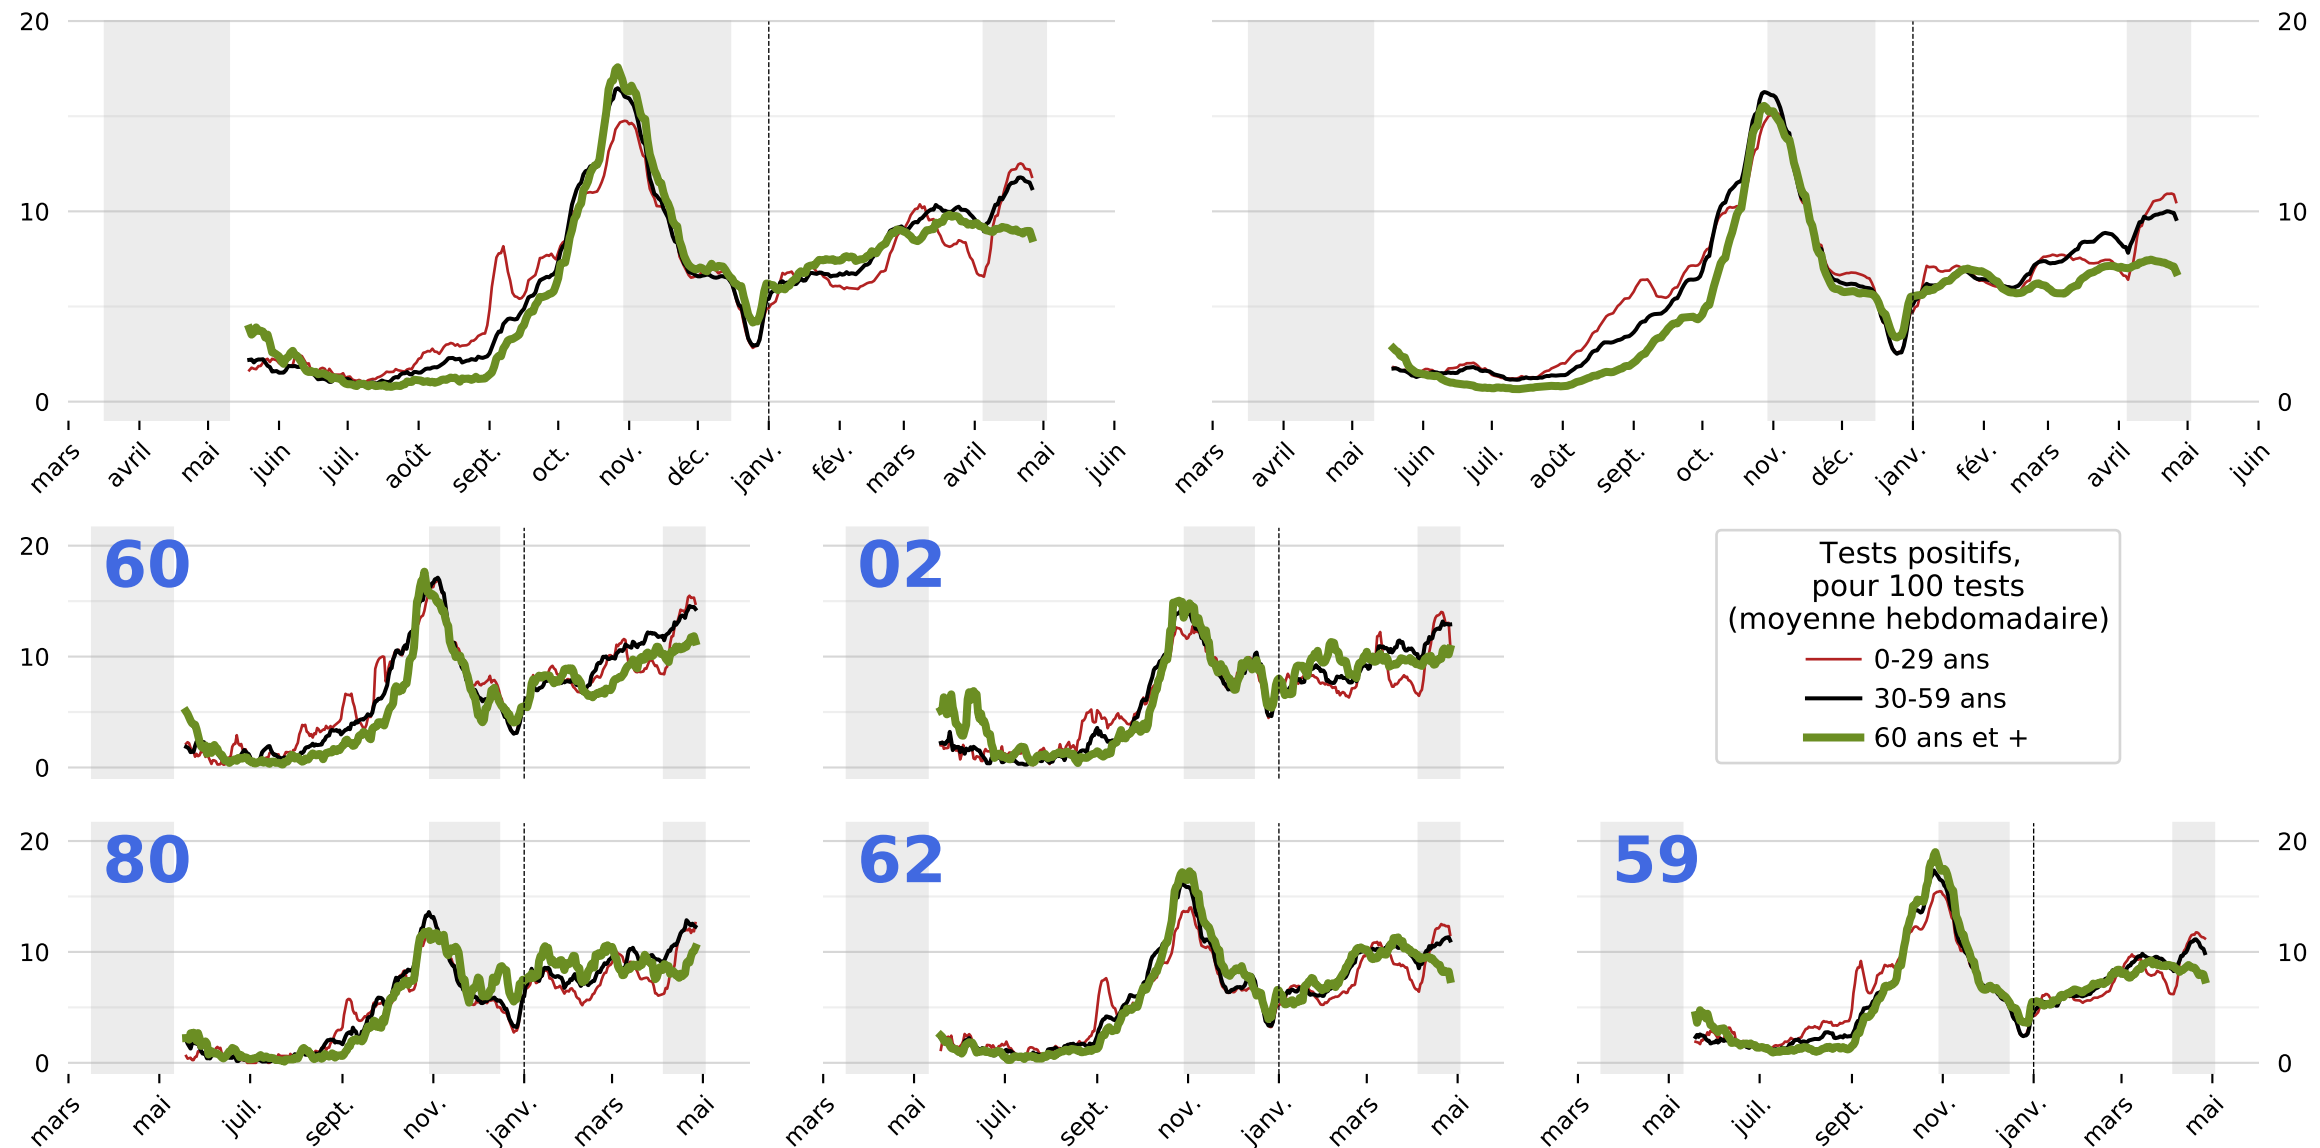 20
10
0
mars avril mai juin juil. août sept. oct. nov. déc. janv. fév. mars avril mai juin
20
10
0
mars avril mai juin juil. août sept. oct. nov. déc. janv. fév. mars avril mai juin
60
20
10
0
02
Tests positifs,
pour 100 tests
(moyenne hebdomadaire)
0-29 ans
30-59 ans
60 ans et +
80
20
10
0
mars mai juil. sept. nov. janv. mars mai
62
mars mai juil. sept. nov. janv. mars mai
59
20
10
0
mars mai juil. sept. nov. janv. mars mai